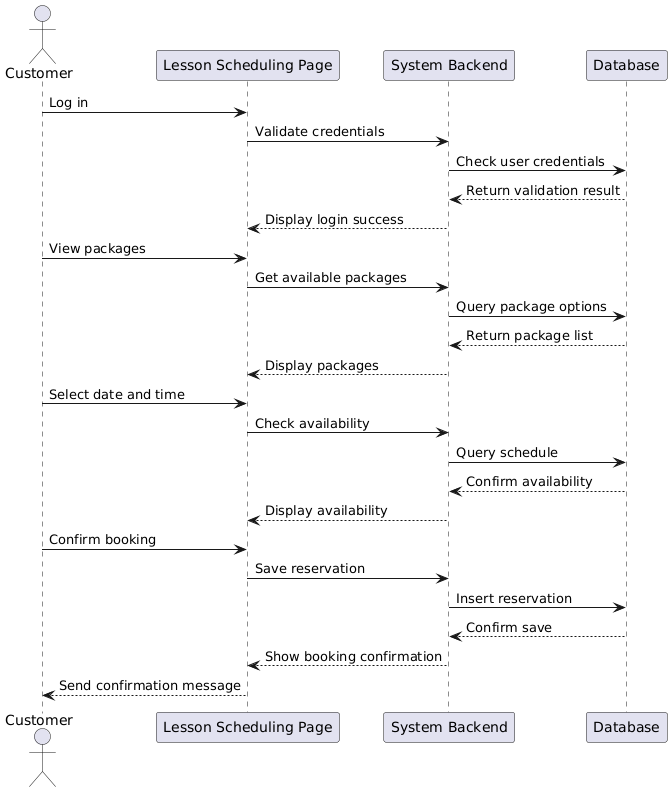 Customer
Lesson Scheduling Page
System Backend
Database
Log in
Validate credentials
Check user credentials
Return validation result
Display login success
View packages
Get available packages
Query package options
Return package list
Display packages
Select date and time
Check availability
Query schedule
Confirm availability
Display availability
Confirm booking
Save reservation
Insert reservation
Confirm save
Show booking confirmation
Send confirmation message
Customer
Lesson Scheduling Page
System Backend
Database